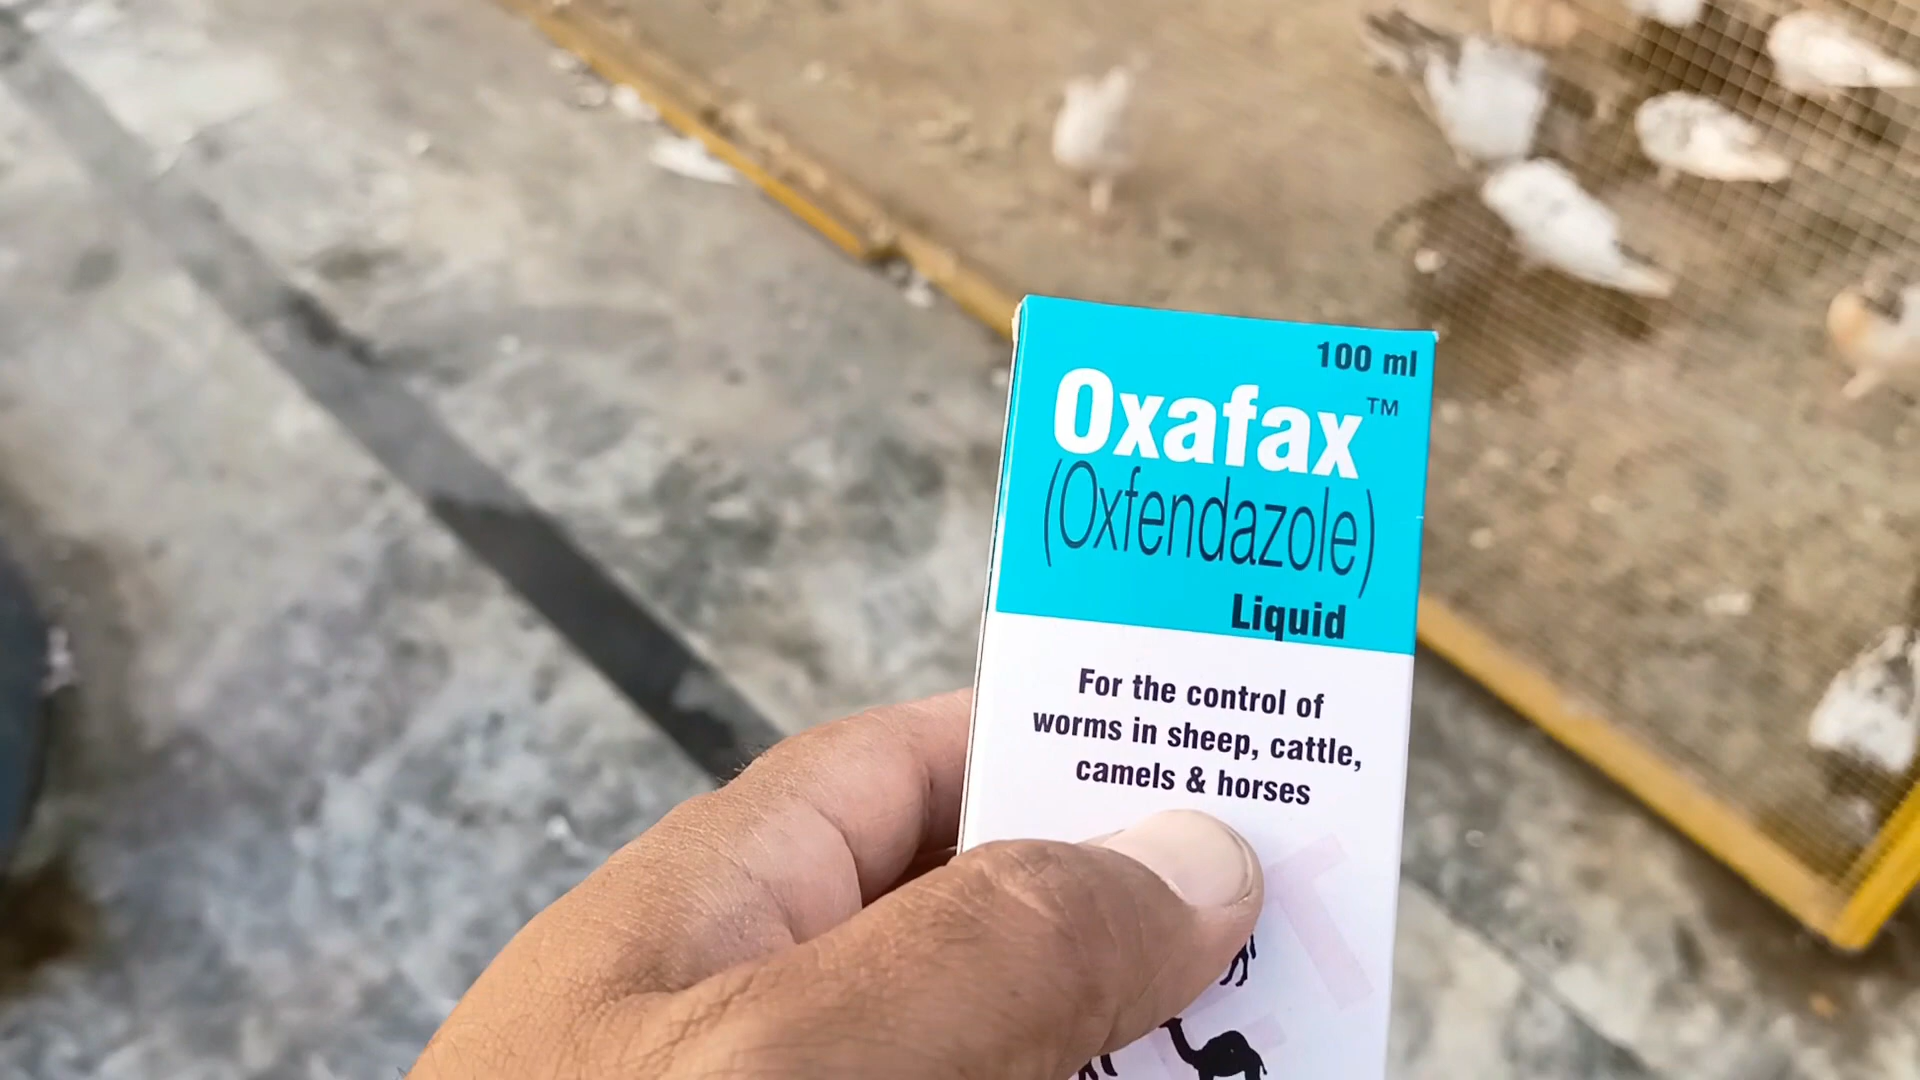 100 ml
Oxafax™
(Oxfendazole)
Liquid
For the control of
worms in sheep, cattle,
camels & horses